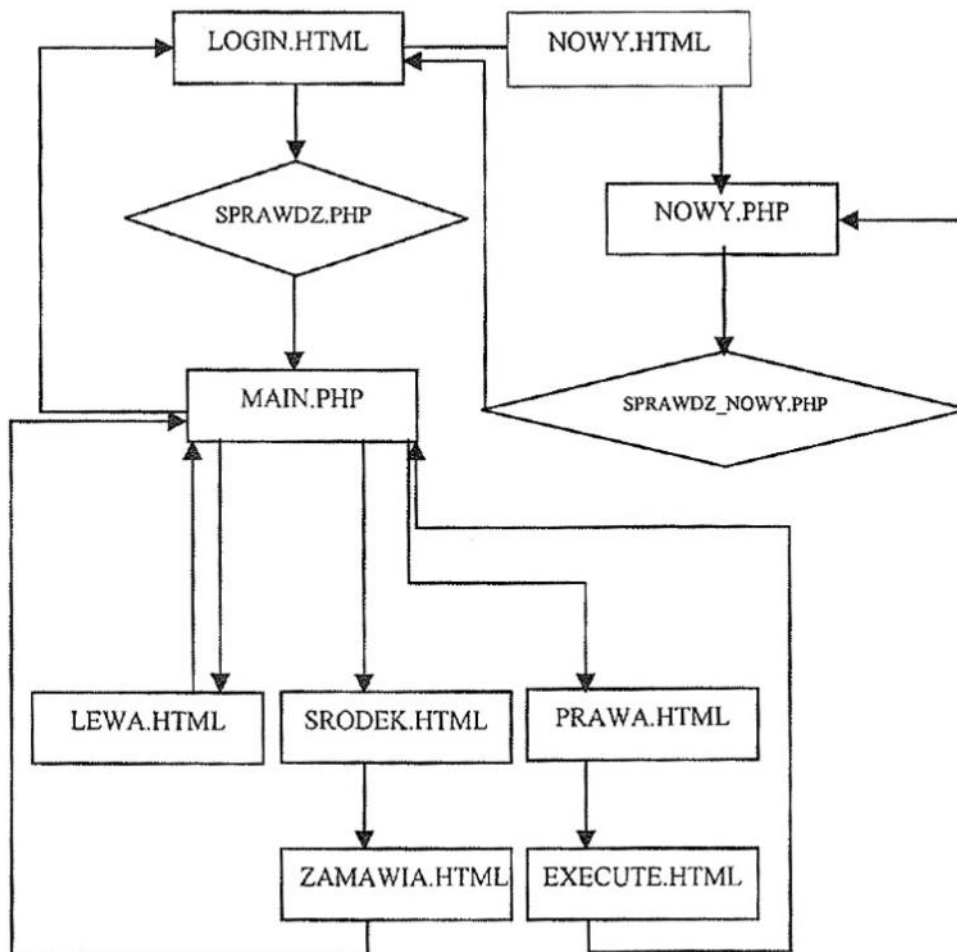 LOGIN.HTML
NOWY.HTML
SPRAWDZ.PHP
NOWY.PHP
MAIN.PHP
SPRAWDZ_NOWY.PHP
LEWA.HTML
SRODEK.HTML
PRAWA.HTML
ZAMAWIA.HTML
EXECUTE.HTML